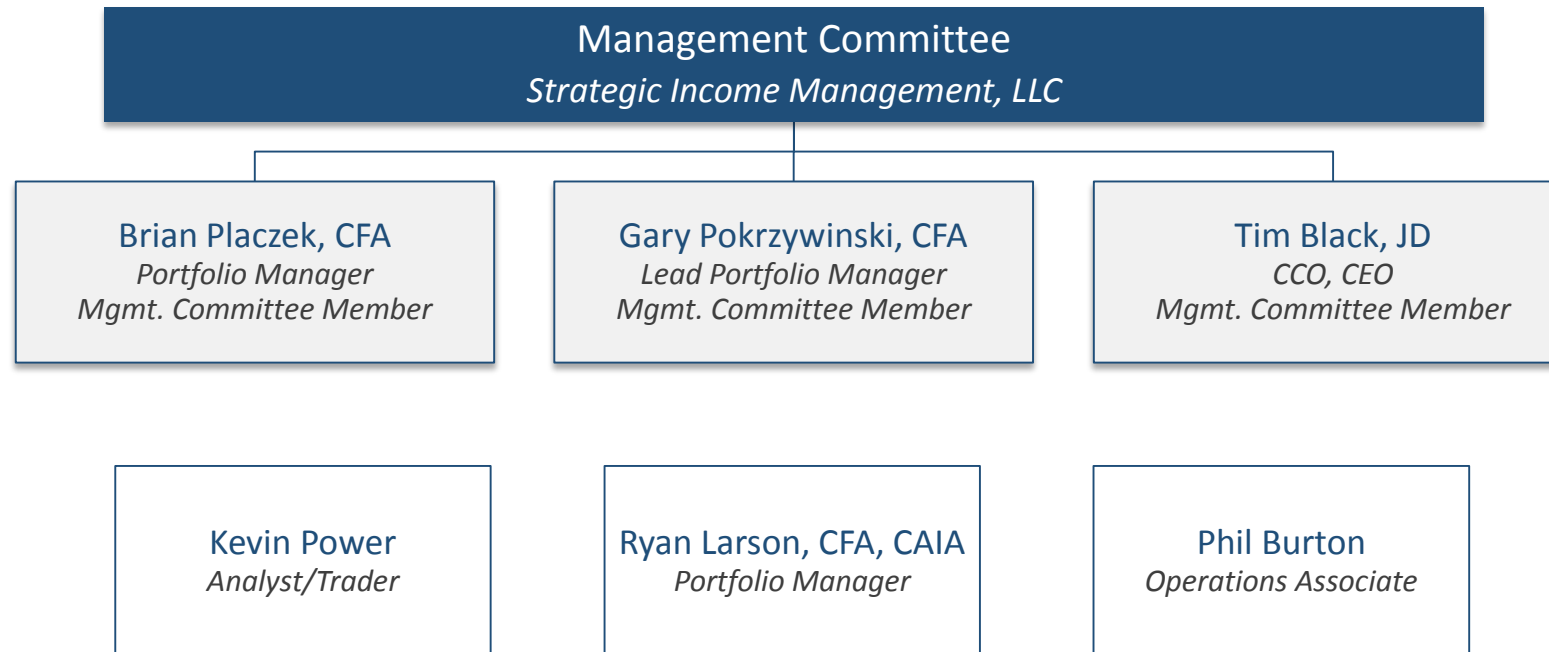 Management Committee
Strategic Income Management, LLC
Brian Placzek, CFA
Portfolio Manager
Mgmt. Committee Member
Gary Pokrzywinski, CFA
Lead Portfolio Manager
Mgmt. Committee Member
Tim Black, JD
CCO, CEO
Mgmt. Committee Member
Kevin Power
Analyst/Trader
Ryan Larson, CFA, CAIA
Portfolio Manager
Phil Burton
Operations Associate